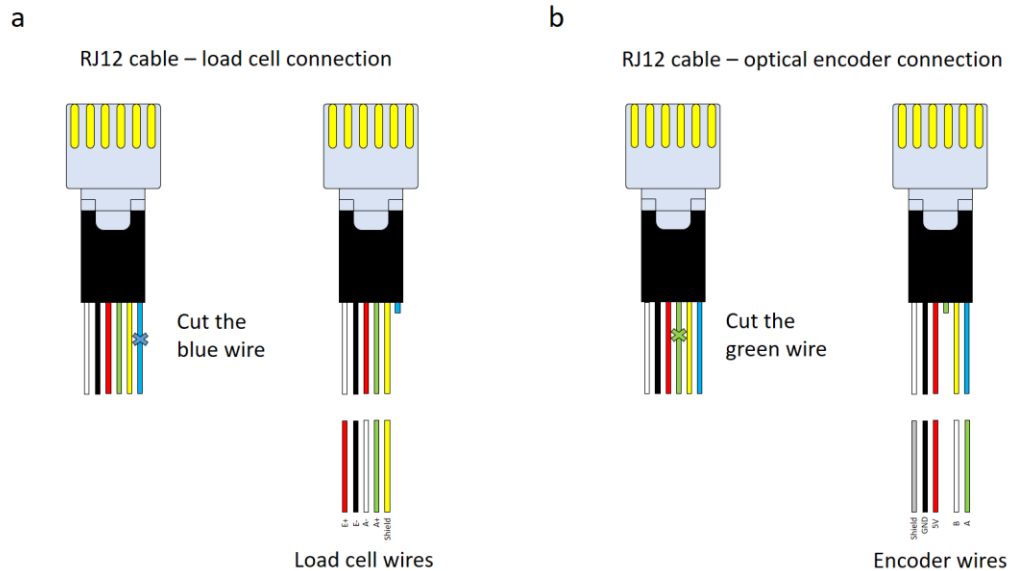 a
b
RJ12 cable – load cell connection
RJ12 cable – optical encoder connection
Cut the
blue wire
Cut the
green wire
E+
E-
A-
A+
Shield
Shield
GND
5V
B
A
Load cell wires
Encoder wires